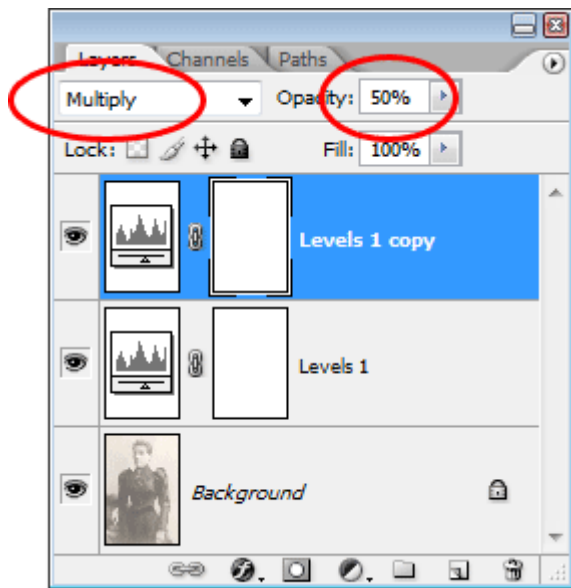 Layers Channels Paths
Multiply Opacity: 50%
Lock: Fill: 100%
Levels 1 copy
Levels 1
Background